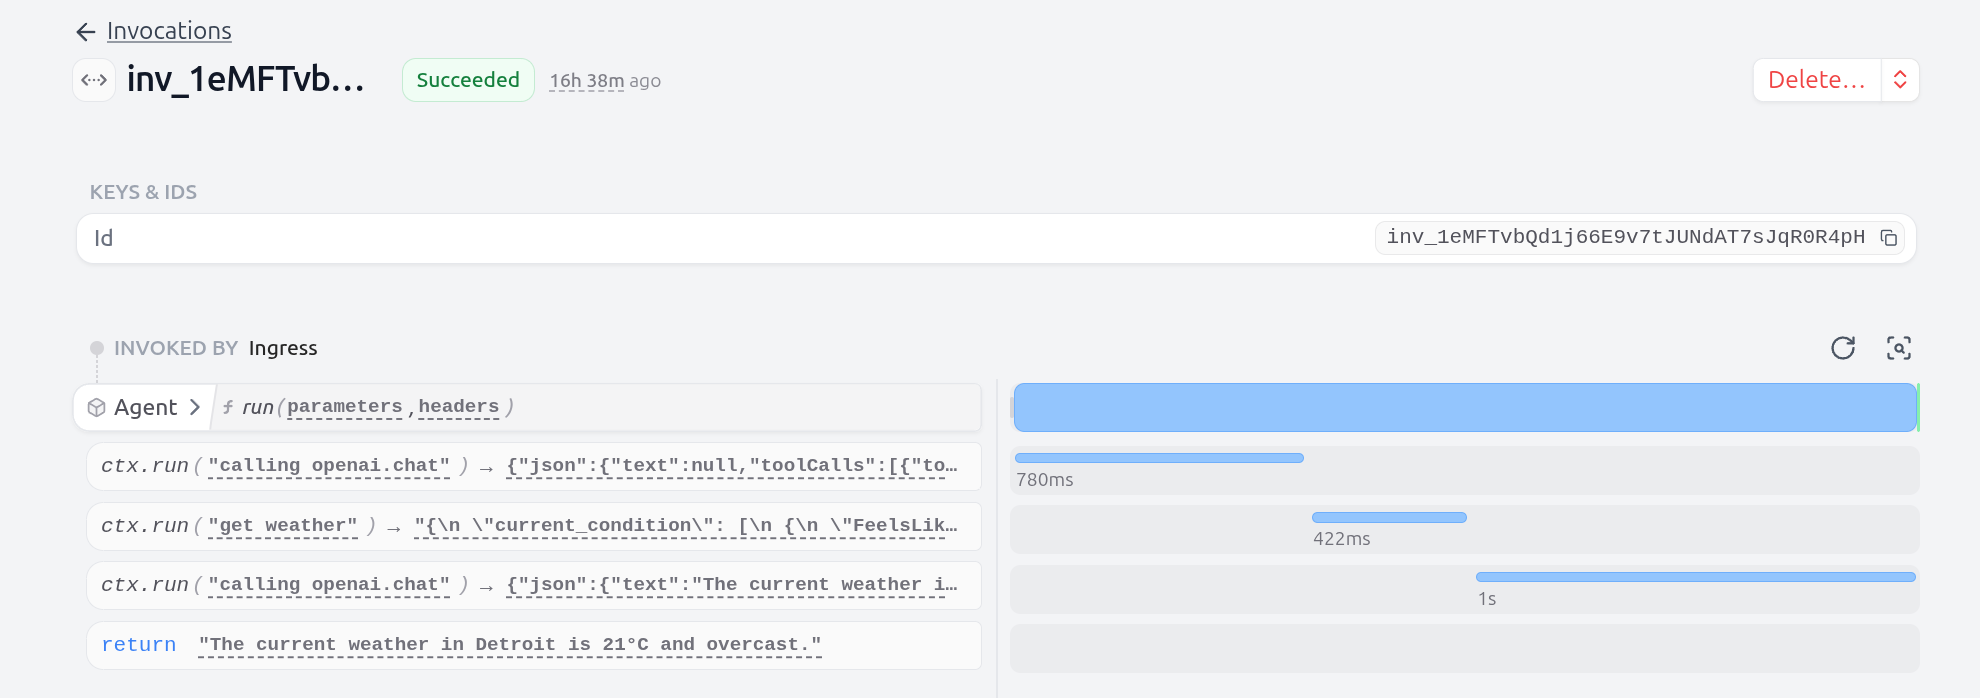 Invocations
inv_1eMFTvb... Succeeded 16h 38m ago Delete...
KEYS & IDS
Id inv_1eMFTvbQd1j66E9v7tJUNdAT7sJqR0R4pH
INVOKED BY Ingress
Agent run(parameters,headers)
ctx.run("calling openai.chat") → {"json":{"text":null,"toolCalls":[{"to…
780ms
ctx.run("get weather") → "{\n \"current_condition\": [\n {\n \"FeelsLik…
422ms
ctx.run("calling openai.chat") → {"json":{"text":"The current weather i…
1s
return "The current weather in Detroit is 21°C and overcast."